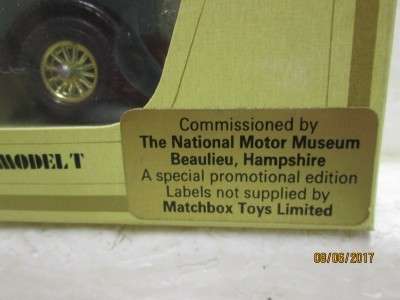 Commissioned by
The National Motor Museum
Beaulieu, Hampshire
A special promotional edition
Labels not supplied by
Matchbox Toys Limited
MODEL T
09/06/2017